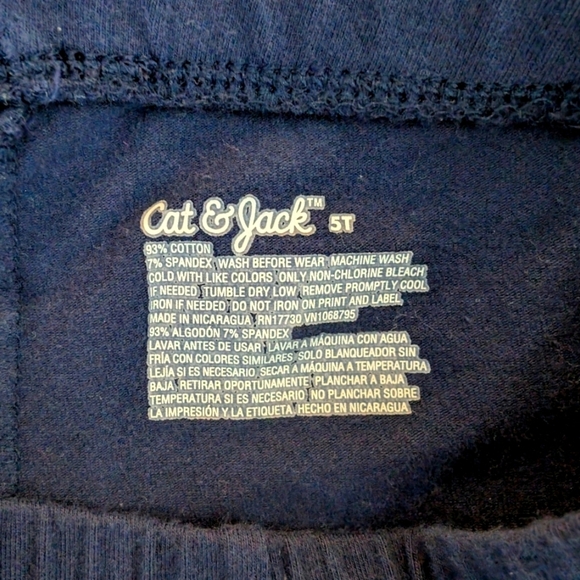 Cat & Jack™ 5T
93% COTTON
7% SPANDEX WASH BEFORE WEAR MACHINE WASH
COLD WITH LIKE COLORS ONLY NON-CHLORINE BLEACH
IF NEEDED TUMBLE DRY LOW REMOVE PROMPTLY COOL
IRON IF NEEDED DO NOT IRON ON PRINT AND LABEL
MADE IN NICARAGUA RN17730 VN1068795
93% ALGODÓN 7% SPANDEX
LAVAR ANTES DE USAR LAVAR A MÁQUINA CON AGUA
FRÍA CON COLORES SIMILARES SOLO BLANQUEADOR SIN
LEJÍA SI ES NECESARIO SECAR A MÁQUINA A TEMPERATURA
BAJA RETIRAR OPORTUNAMENTE PLANCHAR A BAJA
TEMPERATURA SI ES NECESARIO NO PLANCHAR SOBRE
LA IMPRESIÓN Y LA ETIQUETA HECHO EN NICARAGUA